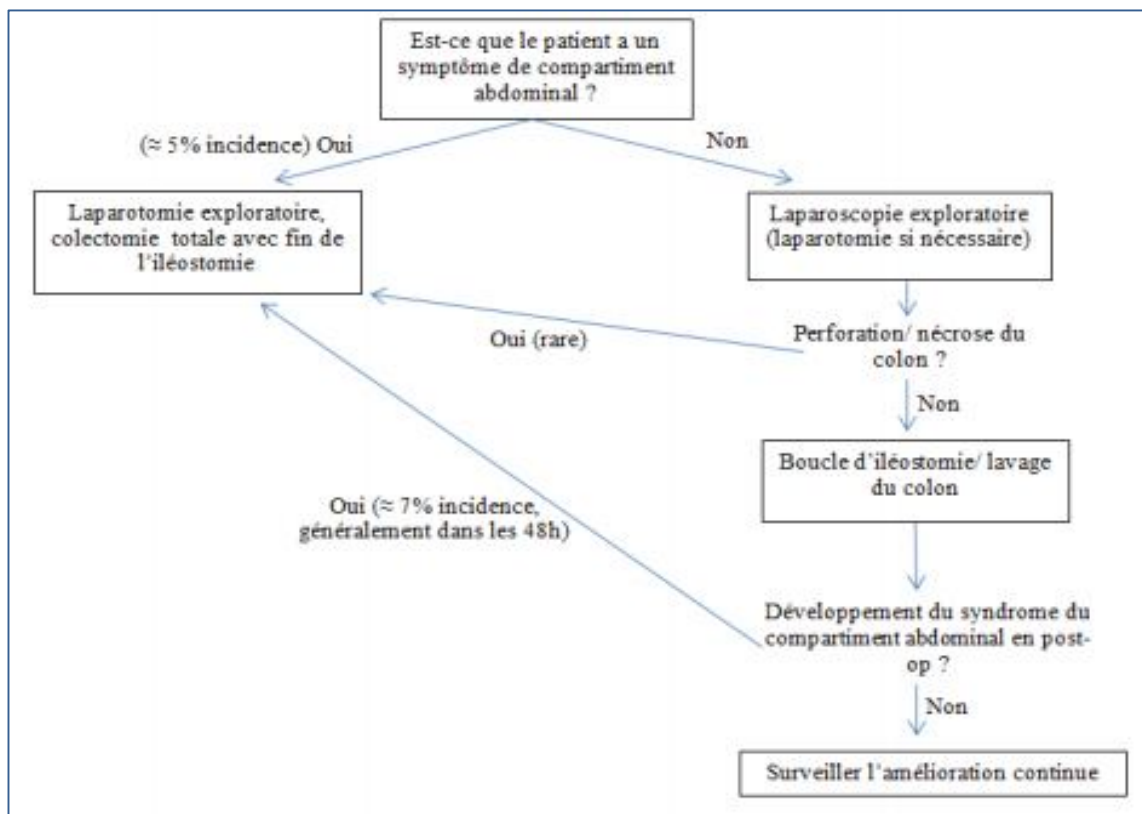 Est-ce que le patient a un
symptôme de compartiment
abdominal ?
(≈ 5% incidence) Oui
Non
Laparotomie exploratoire,
colectomie totale avec fin de
l'iléostomie
Laparoscopie exploratoire
(laparotomie si nécessaire)
Oui (rare)
Perforation/ nécrose du
colon ?
Non
Boucle d'iléostomie/ lavage
du colon
Oui (≈ 7% incidence,
généralement dans les 48h)
Développement du syndrome du
compartiment abdominal en post-
op ?
Non
Surveiller l'amélioration continue